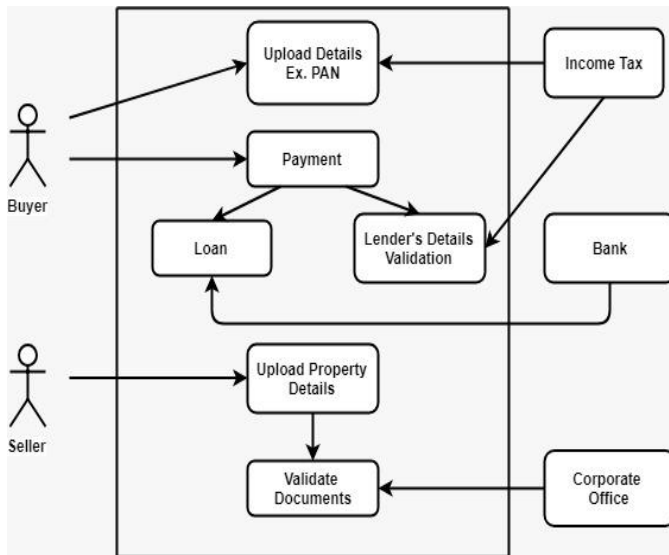 Upload Details
Ex. PAN
Income Tax
Buyer
Payment
Loan
Lender's Details
Validation
Bank
Seller
Upload Property
Details
Validate
Documents
Corporate
Office